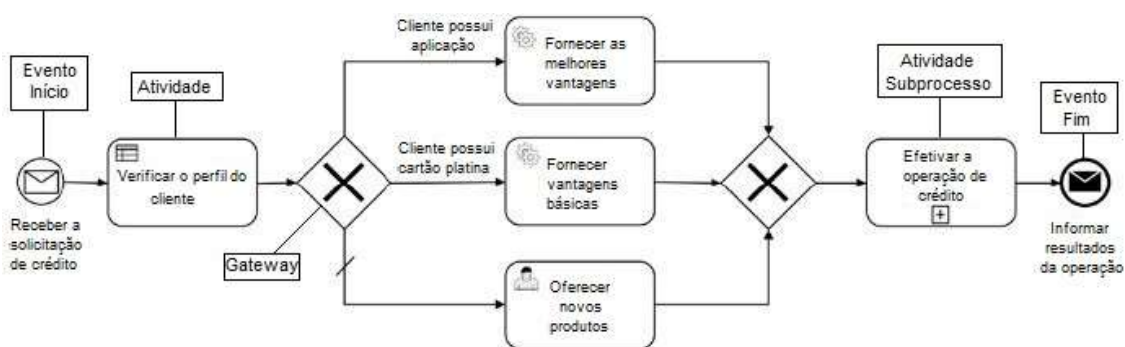 Evento
Início
Receber a
solicitação
de crédito
Atividade
Verificar o perfil do
cliente
Gateway
Cliente possui
aplicação
Fornecer as
melhores
vantagens
Cliente possui
cartão platina
Fornecer
vantagens
básicas
Oferecer
novos
produtos
Atividade
Subprocesso
Efetivar a
operação de
crédito
Evento
Fim
Informar
resultados
da operação